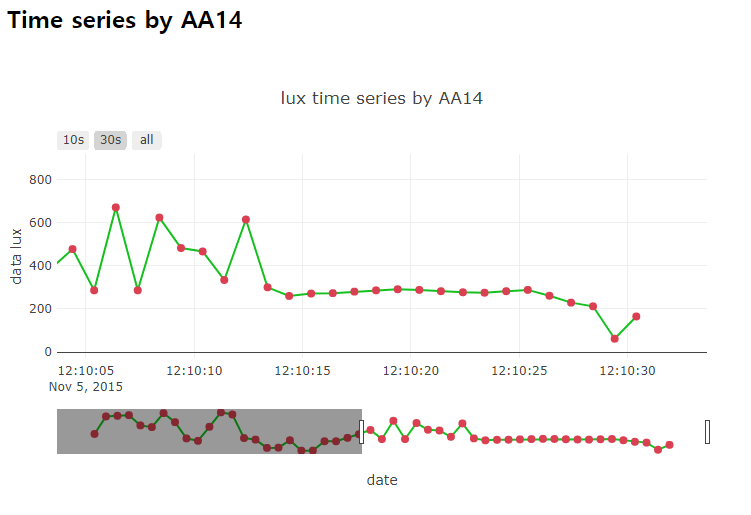 Time series by AA14
lux time series by AA14
10s 30s all
data lux
800
600
400
200
0
12:10:05 12:10:10 12:10:15 12:10:20 12:10:25 12:10:30
Nov 5, 2015
date